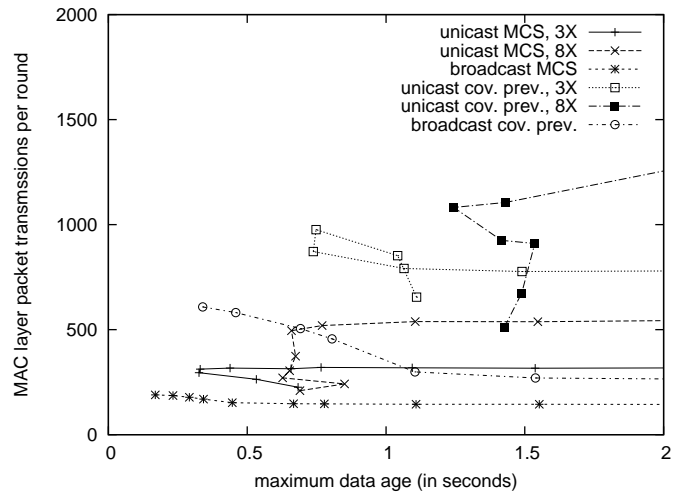 2000
1500
1000
500
0
MAC layer packet transmssions per round
unicast MCS, 3X
unicast MCS, 8X
broadcast MCS
unicast cov. prev., 3X
unicast cov. prev., 8X
broadcast cov. prev.
0 0.5 1 1.5 2
maximum data age (in seconds)